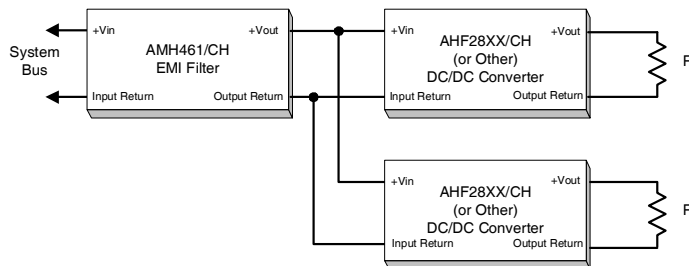 System
Bus
+Vin
+Vout
AMH461/CH
EMI Filter
Input Return
Output Return
+Vin
+Vout
AHF28XX/CH
(or Other)
DC/DC Converter
Input Return
Output Return
+Vin
+Vout
AHF28XX/CH
(or Other)
DC/DC Converter
Input Return
Output Return